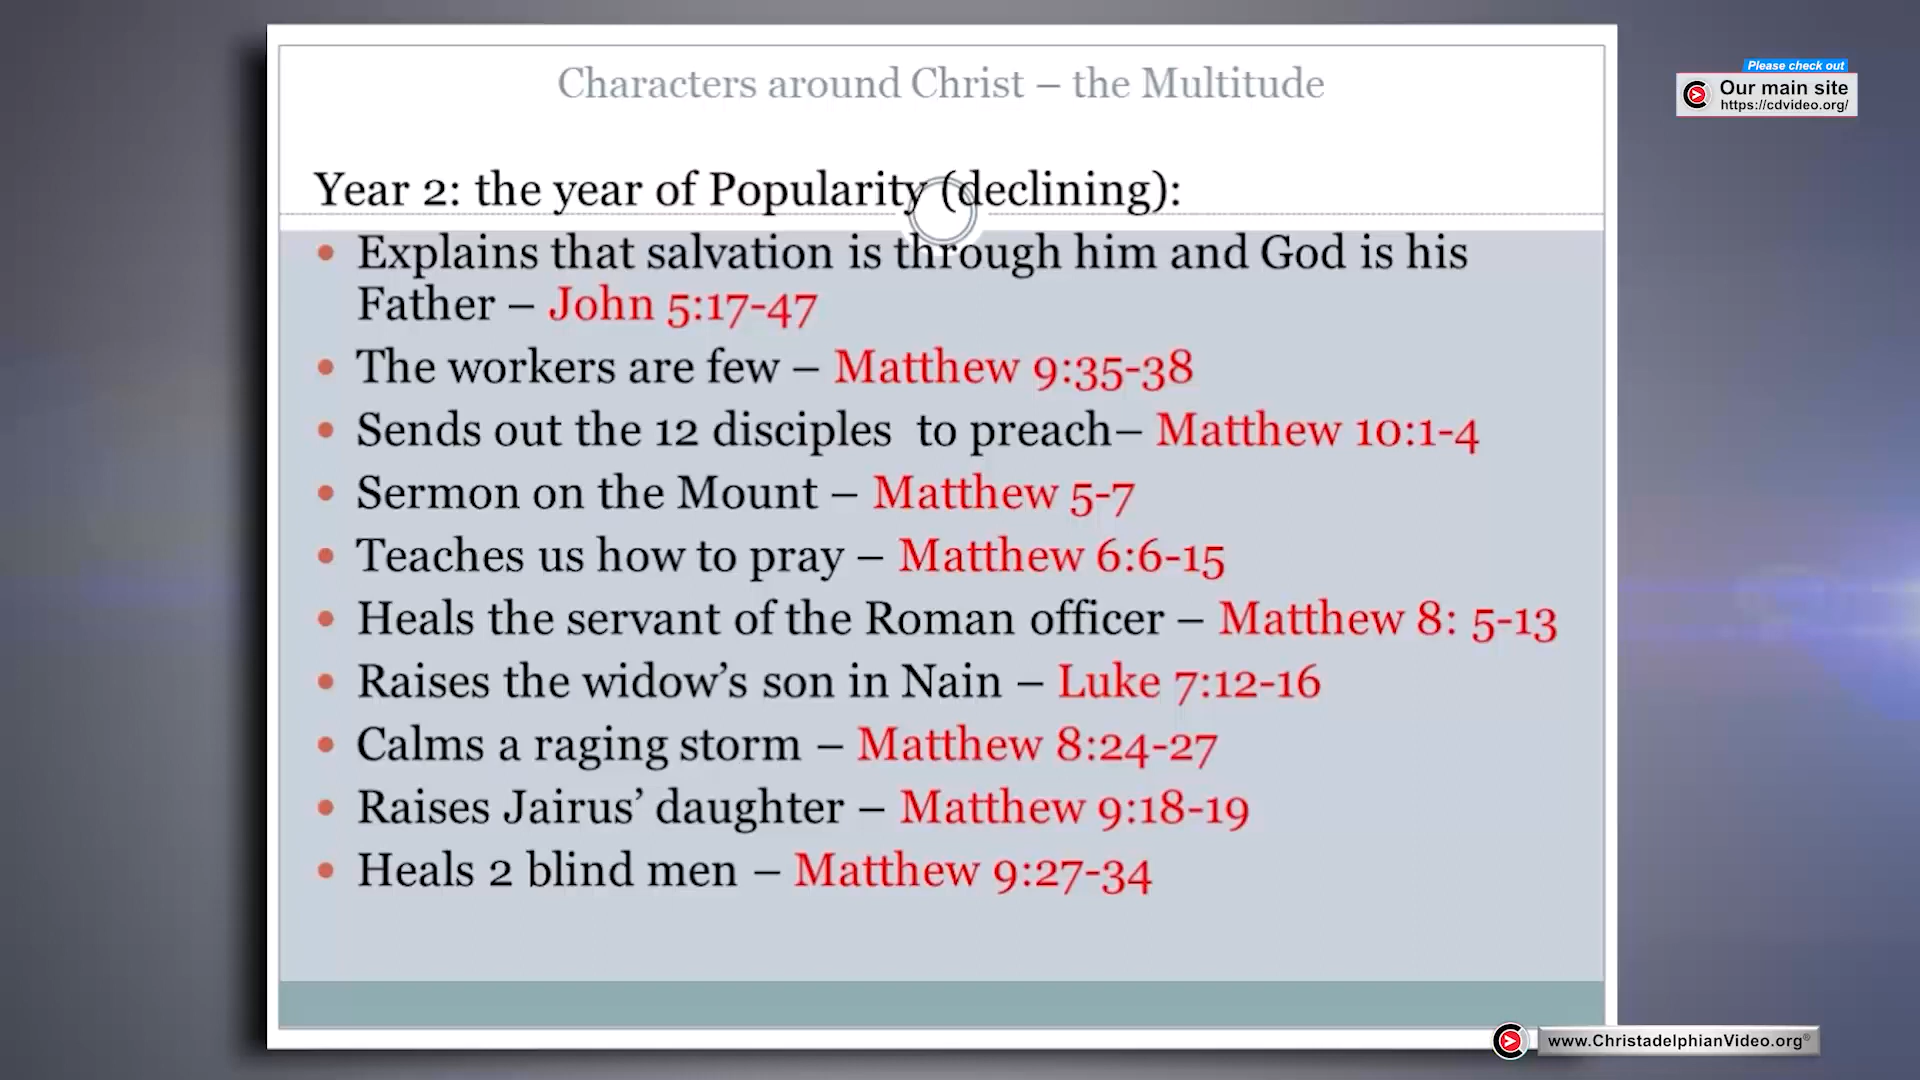 Characters around Christ – the Multitude
Please check out
Our main site
https://cdvideo.org/
Year 2: the year of Popularity (declining):
• Explains that salvation is through him and God is his
Father – John 5:17-47
• The workers are few – Matthew 9:35-38
• Sends out the 12 disciples  to preach– Matthew 10:1-4
• Sermon on the Mount – Matthew 5-7
• Teaches us how to pray – Matthew 6:6-15
• Heals the servant of the Roman officer – Matthew 8: 5-13
• Raises the widow’s son in Nain – Luke 7:12-16
• Calms a raging storm – Matthew 8:24-27
• Raises Jairus’ daughter – Matthew 9:18-19
• Heals 2 blind men – Matthew 9:27-34
www.ChristadelphianVideo.org®